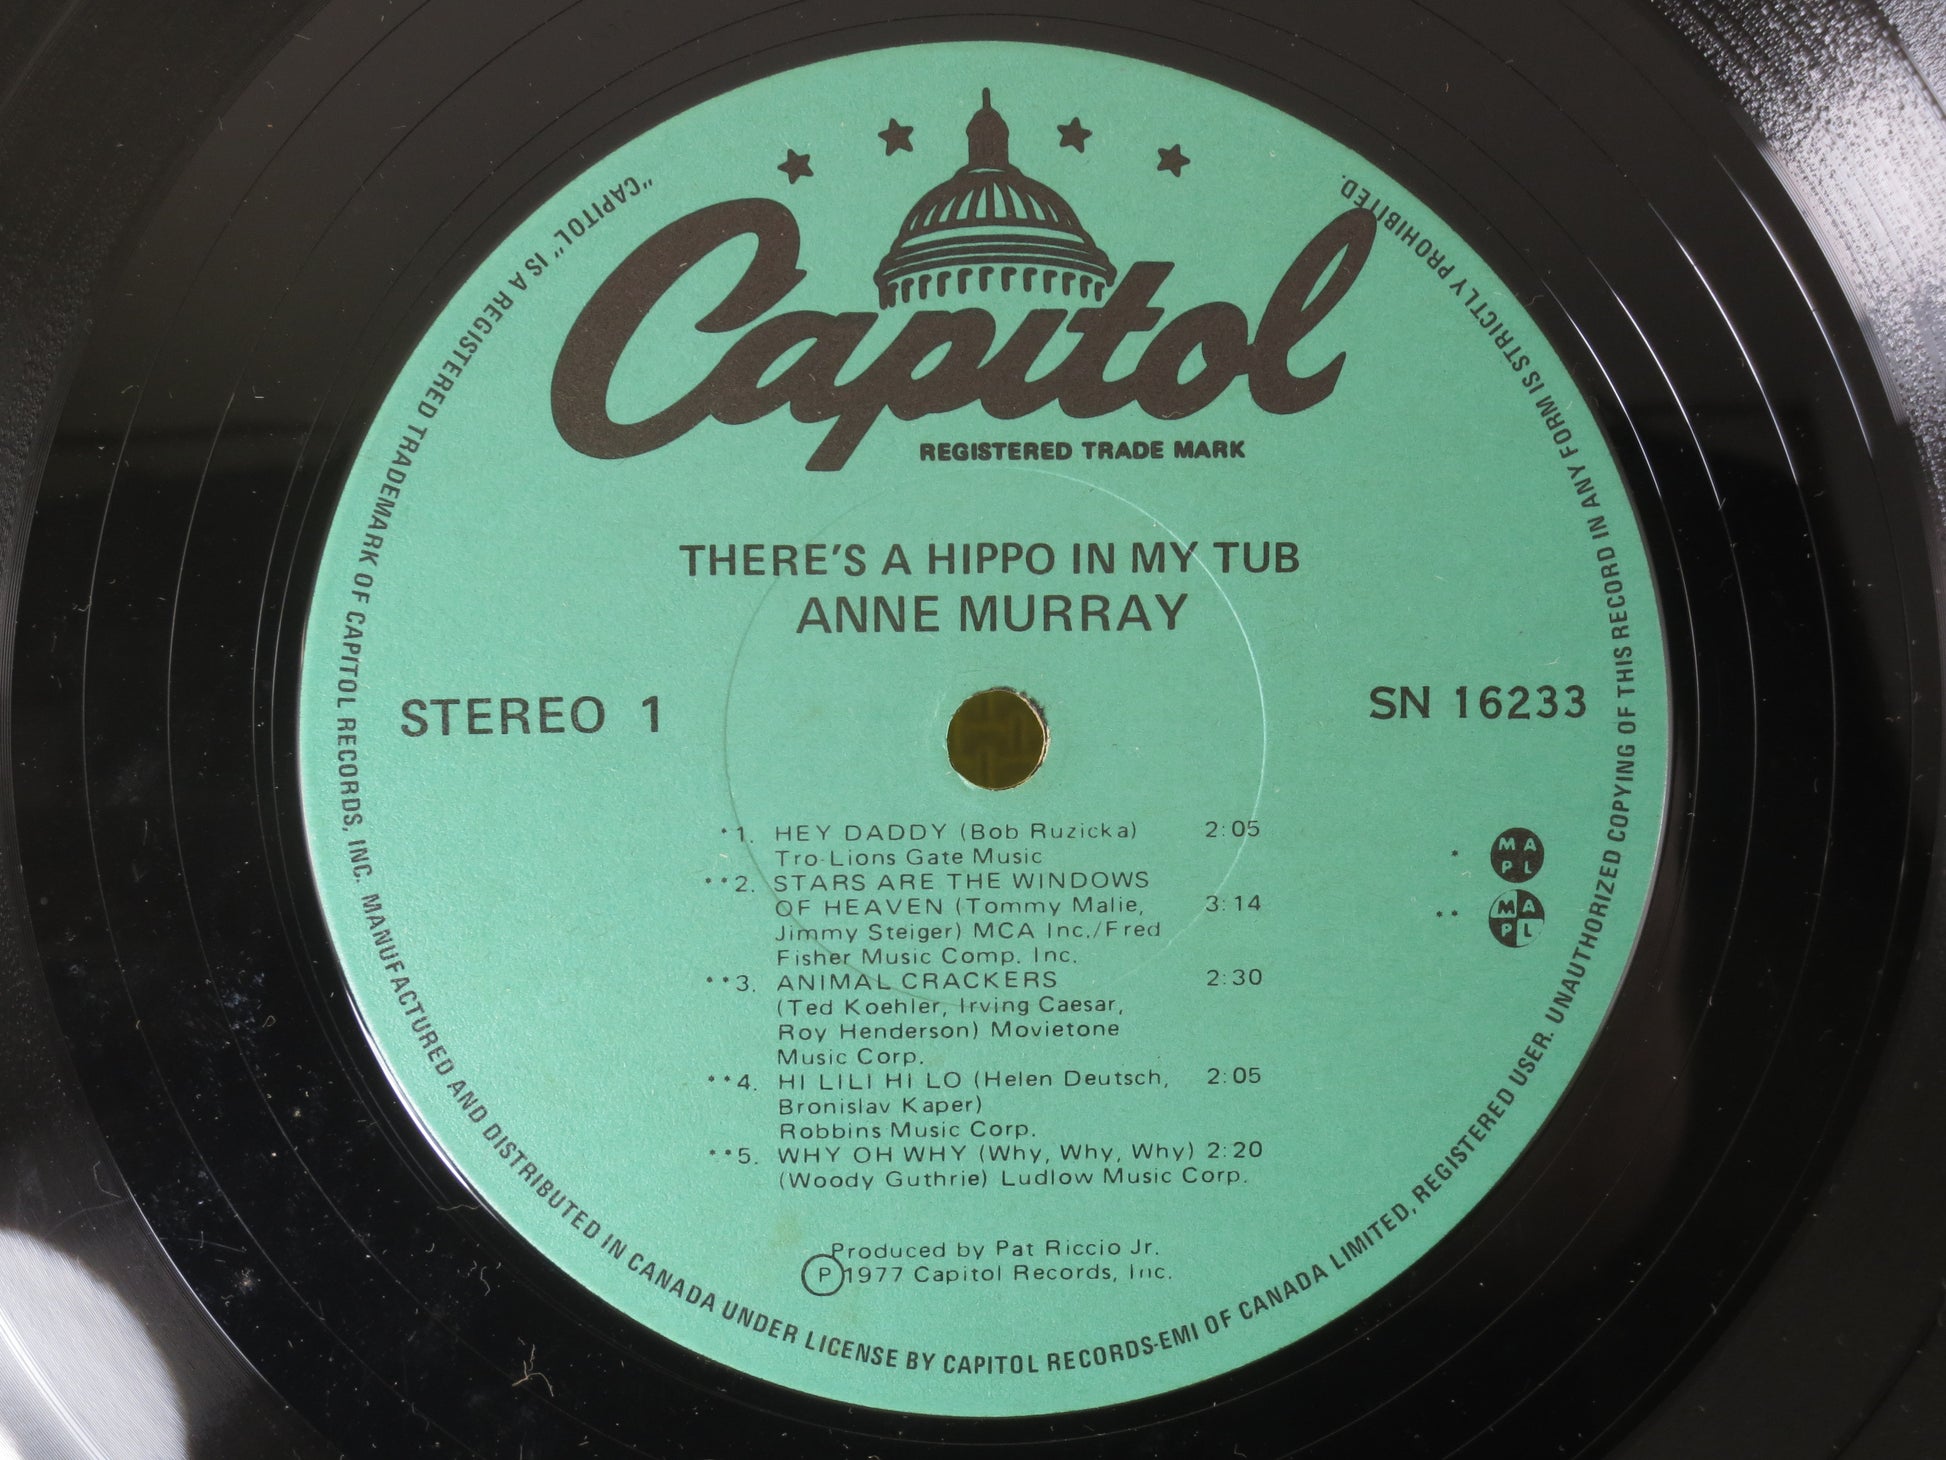 Capitol
REGISTERED TRADE MARK
THERE'S A HIPPO IN MY TUB
ANNE MURRAY
STEREO 1
SN 16233
*1. HEY DADDY (Bob Ruzicka) 2:05
Tro-Lions Gate Music
**2. STARS ARE THE WINDOWS
OF HEAVEN (Tommy Malie, 3:14
Jimmy Steiger) MCA Inc./Fred
Fisher Music Comp. Inc.
**3. ANIMAL CRACKERS 2:30
(Ted Koehler, Irving Caesar,
Roy Henderson) Movietone
Music Corp.
**4. HI LILI HI LO (Helen Deutsch, 2:05
Bronislav Kaper)
Robbins Music Corp.
**5. WHY OH WHY (Why, Why, Why) 2:20
(Woody Guthrie) Ludlow Music Corp.
* MAPL
** MAPL
Produced by Pat Riccio Jr.
Ⓟ1977 Capitol Records, Inc.
"CAPITOL" IS A REGISTERED TRADEMARK OF CAPITOL RECORDS, INC. MANUFACTURED AND DISTRIBUTED IN CANADA UNDER LICENSE BY CAPITOL RECORDS-EMI OF CANADA LIMITED, REGISTERED USER. UNAUTHORIZED COPYING OF THIS RECORD IN ANY FORM IS STRICTLY PROHIBITED.